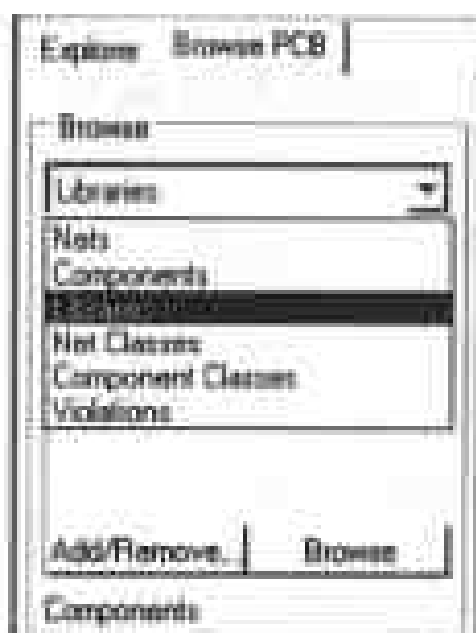 Explorer Browse PCB
Browse
Libraries
Nets
Components
Net Classes
Component Classes
Violations
Add/Remove.. Browse
Components